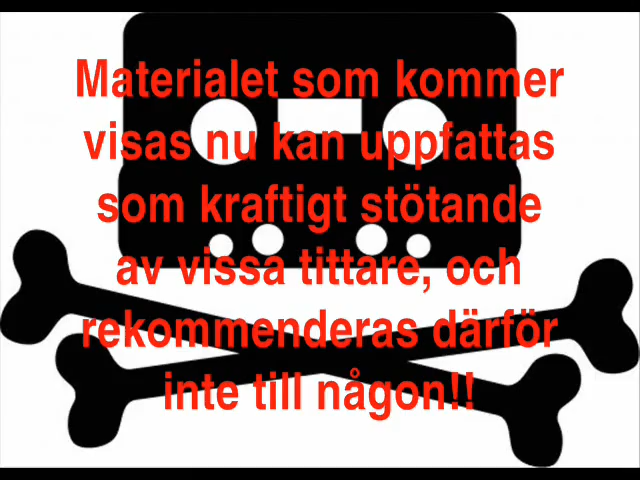 Materialet som kommer
visas nu kan uppfattas
som kraftigt stötande
av vissa tittare, och
rekommenderas därför
inte till någon!!